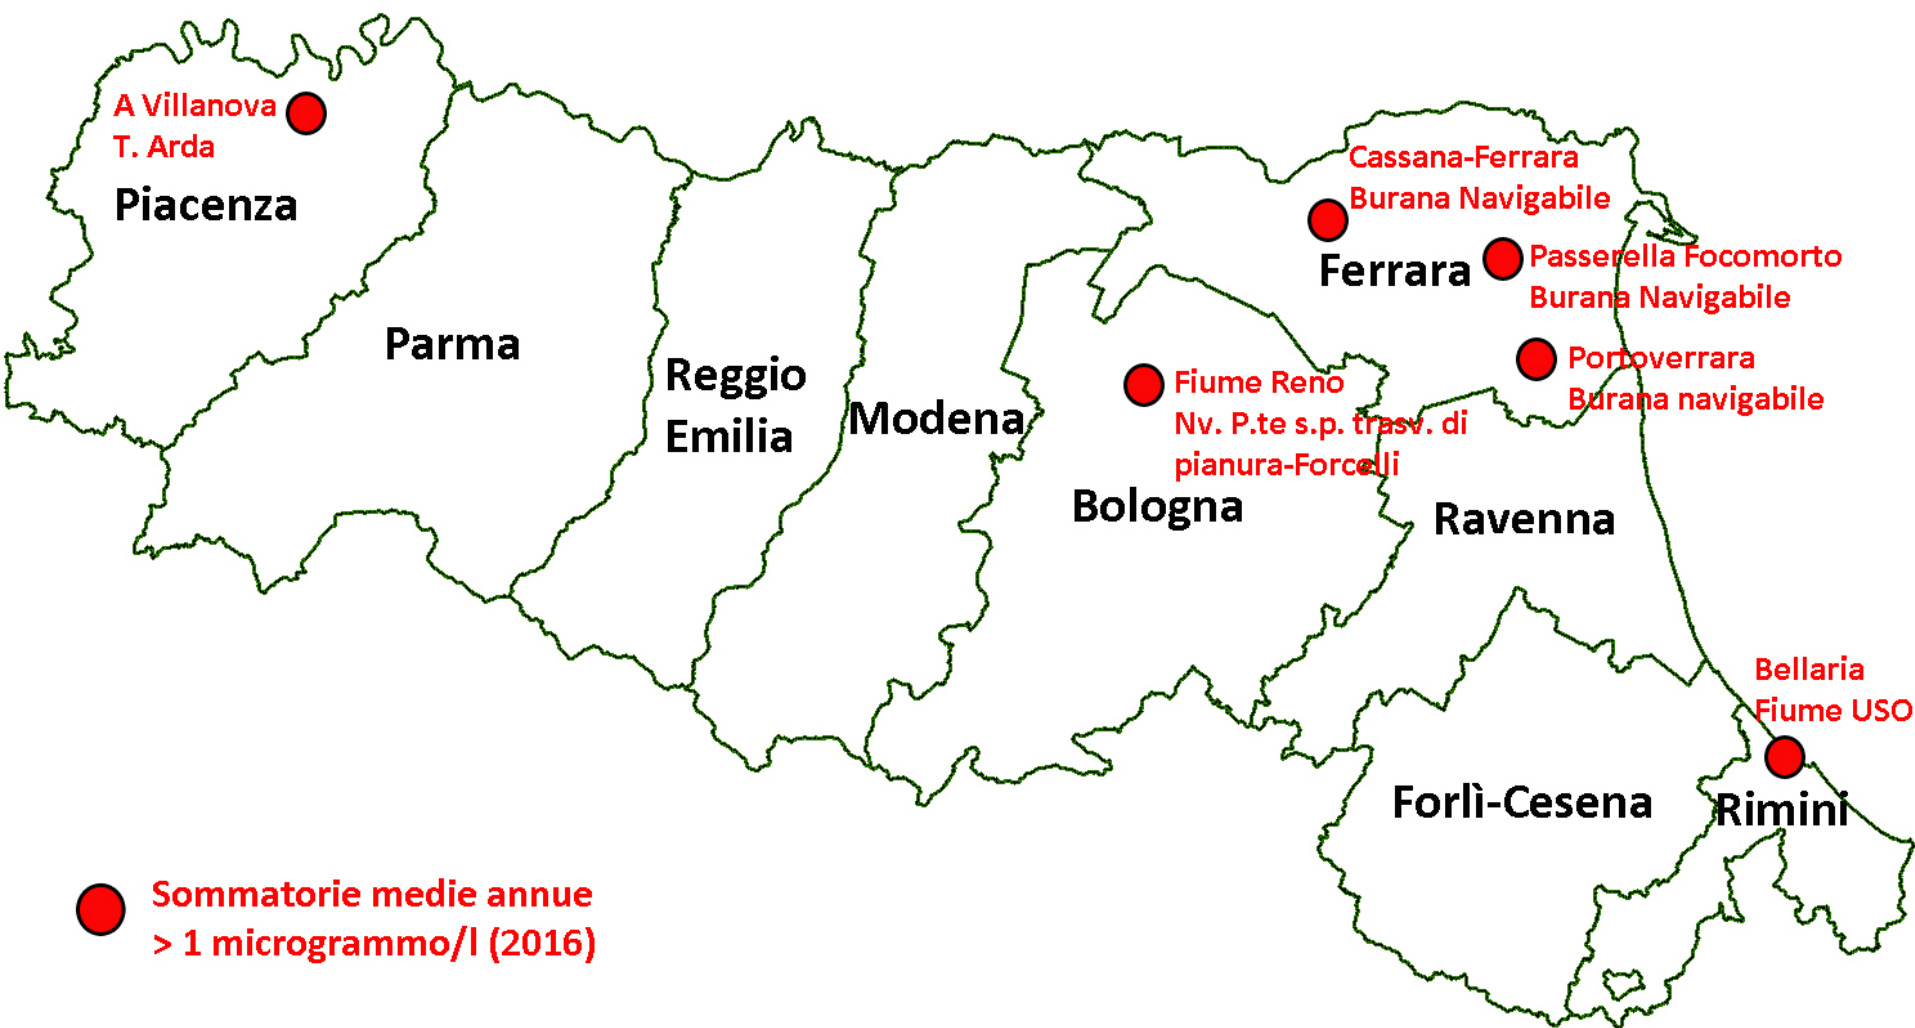 A Villanova
T. Arda
Piacenza
Parma
Reggio
Emilia
Modena
Cassana-Ferrara
Burana Navigabile
Ferrara
Passerella Focomorto
Burana Navigabile
Portoverrara
Burana navigabile
Fiume Reno
Nv. P.te s.p. trasv. di
pianura-Forcelli
Bologna
Ravenna
Bellaria
Fiume USO
Forlì-Cesena
Rimini
Sommatorie medie annue
> 1 microgrammo/l (2016)